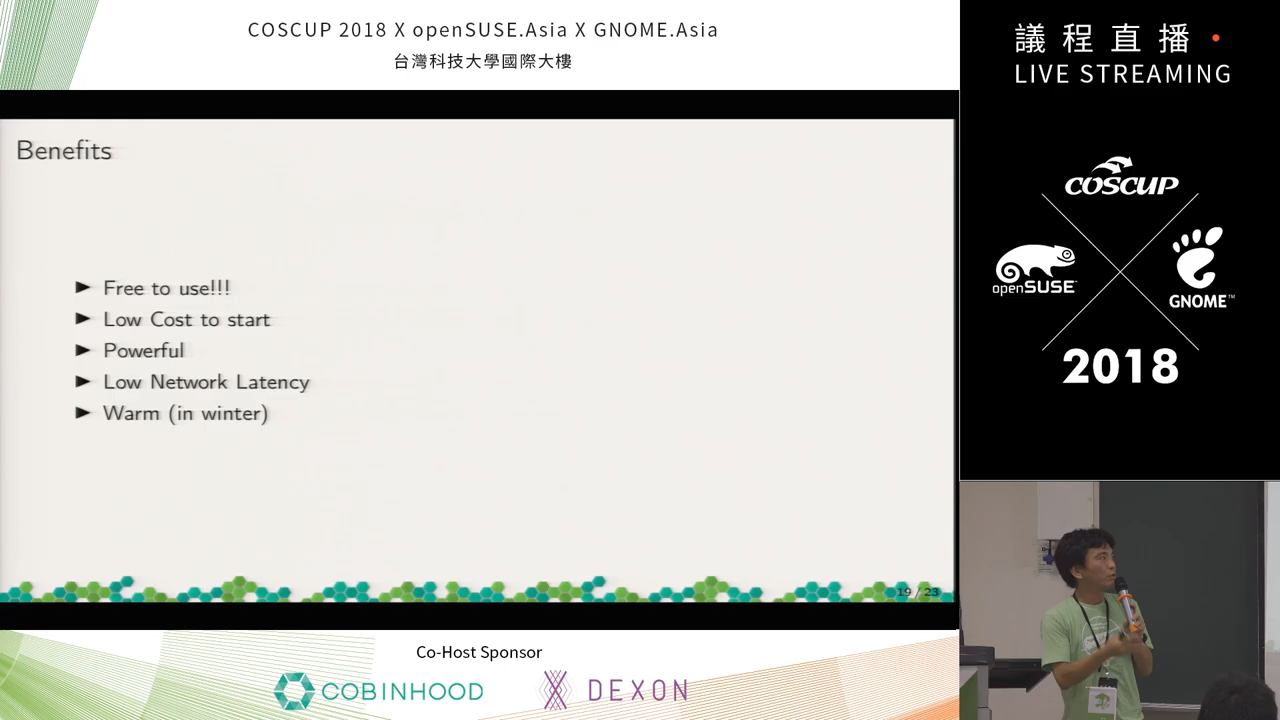 COSCUP 2018 X openSUSE.Asia X GNOME.Asia
台灣科技大學國際大樓
Benefits
Free to use!!!
Low Cost to start
Powerful
Low Network Latency
Warm (in winter)
19 / 23
Co-Host Sponsor
COBINHOOD
DEXON
議程直播
LIVE STREAMING
COSCUP
openSUSE
GNOME™
2018